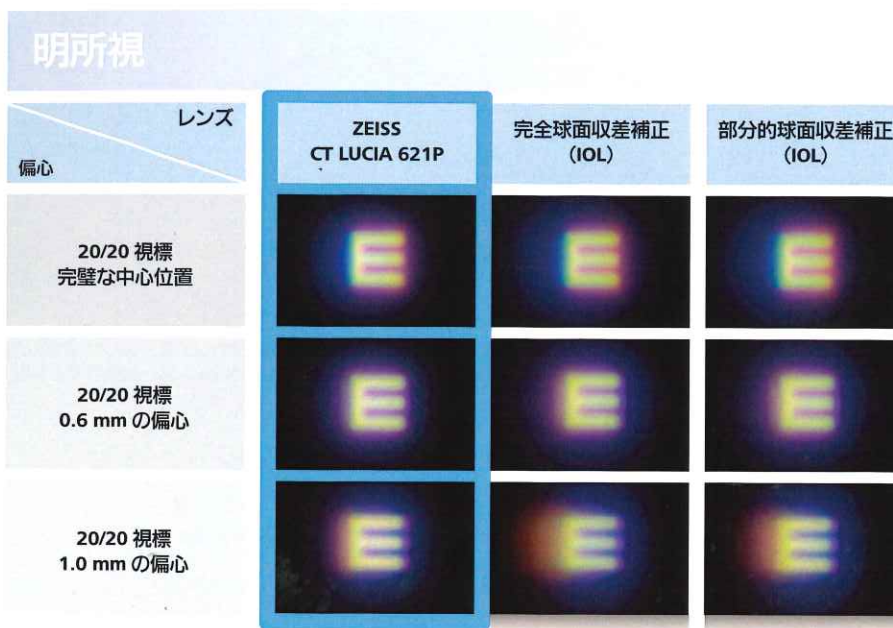 明所視
レンズ
偏心
ZEISS
CT LUCIA 621P
完全球面収差補正
(IOL)
部分的球面収差補正
(IOL)
20/20 視標
完璧な中心位置
E
E
E
20/20 視標
0.6 mm の偏心
E
E
E
20/20 視標
1.0 mm の偏心
E
E
E